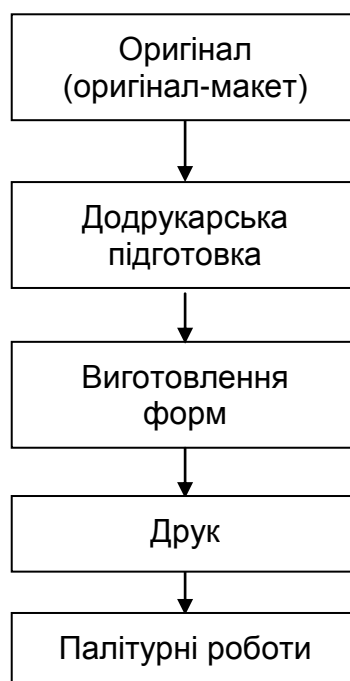 Оригінал
(оригінал-макет)
Додрукарська
підготовка
Виготовлення
форм
Друк
Палітурні роботи